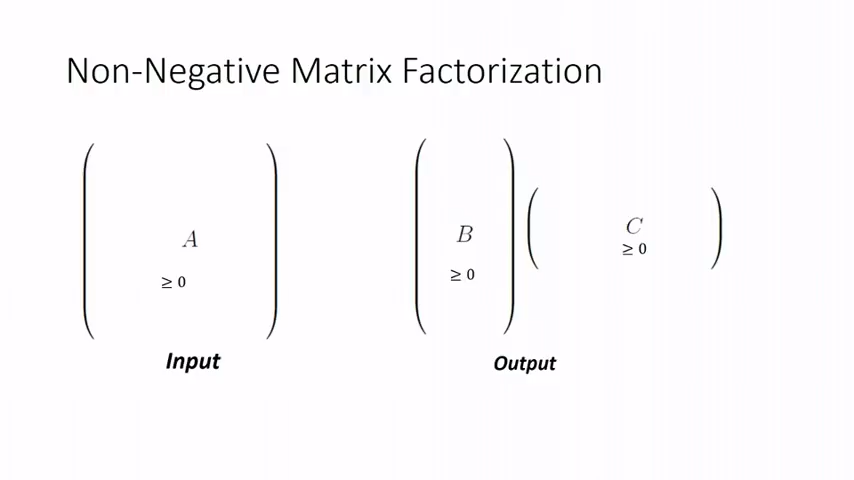 Non-Negative Matrix Factorization
A
≥ 0
Input
B
≥ 0
C
≥ 0
Output